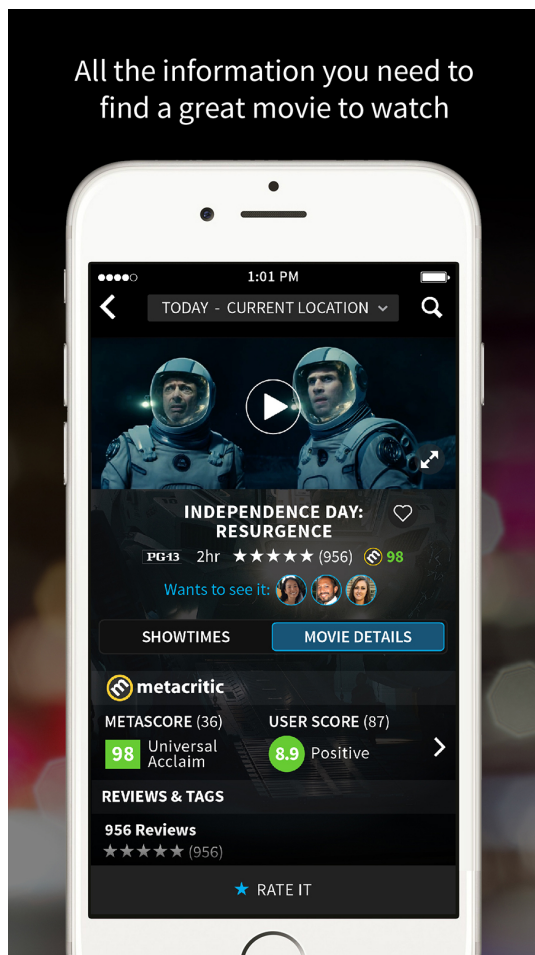 All the information you need to
find a great movie to watch
1:01 PM
TODAY - CURRENT LOCATION
INDEPENDENCE DAY:
RESURGENCE
PG-13 2hr ★★★★★ (956) m 98
Wants to see it:
SHOWTIMES MOVIE DETAILS
m metacritic
METASCORE (36) USER SCORE (87)
98 Universal Acclaim 8.9 Positive
REVIEWS & TAGS
956 Reviews
★★★★★ (956)
★ RATE IT